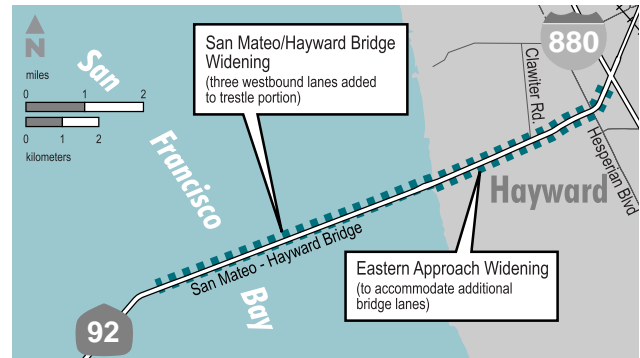 N
miles
0 1 2
0 1 2
kilometers
San
Francisco
Bay
San Mateo/Hayward Bridge
Widening
(three westbound lanes added
to trestle portion)
880
Clawiter Rd.
Hesperian Blvd
Hayward
San Mateo - Hayward Bridge
Eastern Approach Widening
(to accommodate additional
bridge lanes)
92